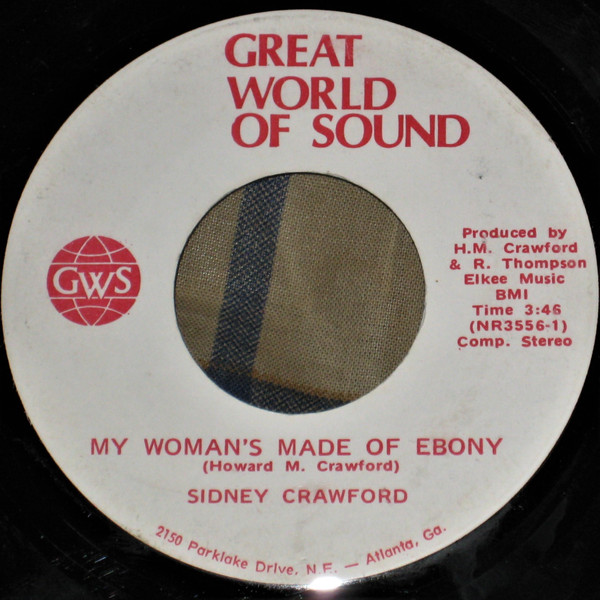 GREAT
WORLD
OF SOUND
GWS
Produced by
H.M. Crawford
& R. Thompson
Elkee Music
BMI
Time 3:46
(NR3556-1)
Comp. Stereo
MY WOMAN'S MADE OF EBONY
(Howard M. Crawford)
SIDNEY CRAWFORD
2150 Parklake Drive, N.E. — Atlanta, Ga.